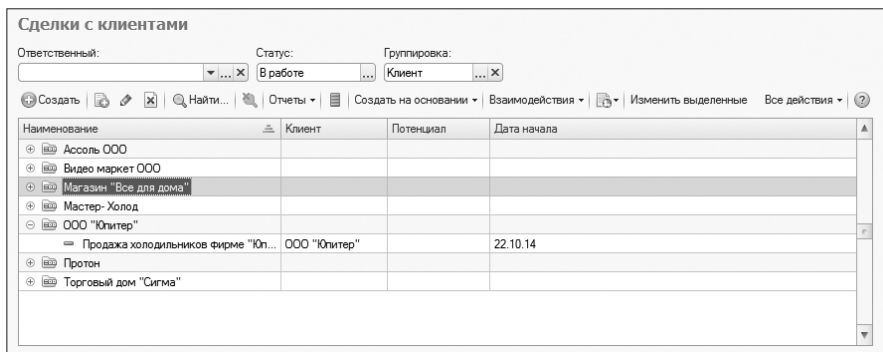 Сделки с клиентами
Ответственный: Статус: Группировка:
В работе Клиент
Создать Найти... Отчеты Создать на основании Взаимодействия Изменить выделенные Все действия
Наименование Клиент Потенциал Дата начала
Ассоль ООО
Видео маркет ООО
Магазин "Все для дома"
Мастер- Холод
ООО "Юпитер"
Продажа холодильников фирме "Юп... ООО "Юпитер" 22.10.14
Протон
Торговый дом "Сигма"